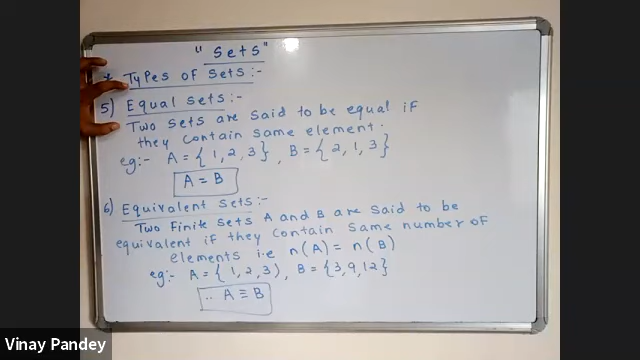 "Sets"
* Types of Sets:-
5) Equal Sets:-
Two Sets are said to be equal if
they contain same element.
eg:- A = { 1, 2, 3 }, B = { 2, 1, 3 }
A = B
6) Equivalent Sets:-
Two Finite sets A and B are said to be
equivalent if they contain same number of
elements i.e n(A) = n(B)
eg:- A = { 1, 2, 3), B = {3, 9, 12}
∴ A ≡ B
Vinay Pandey